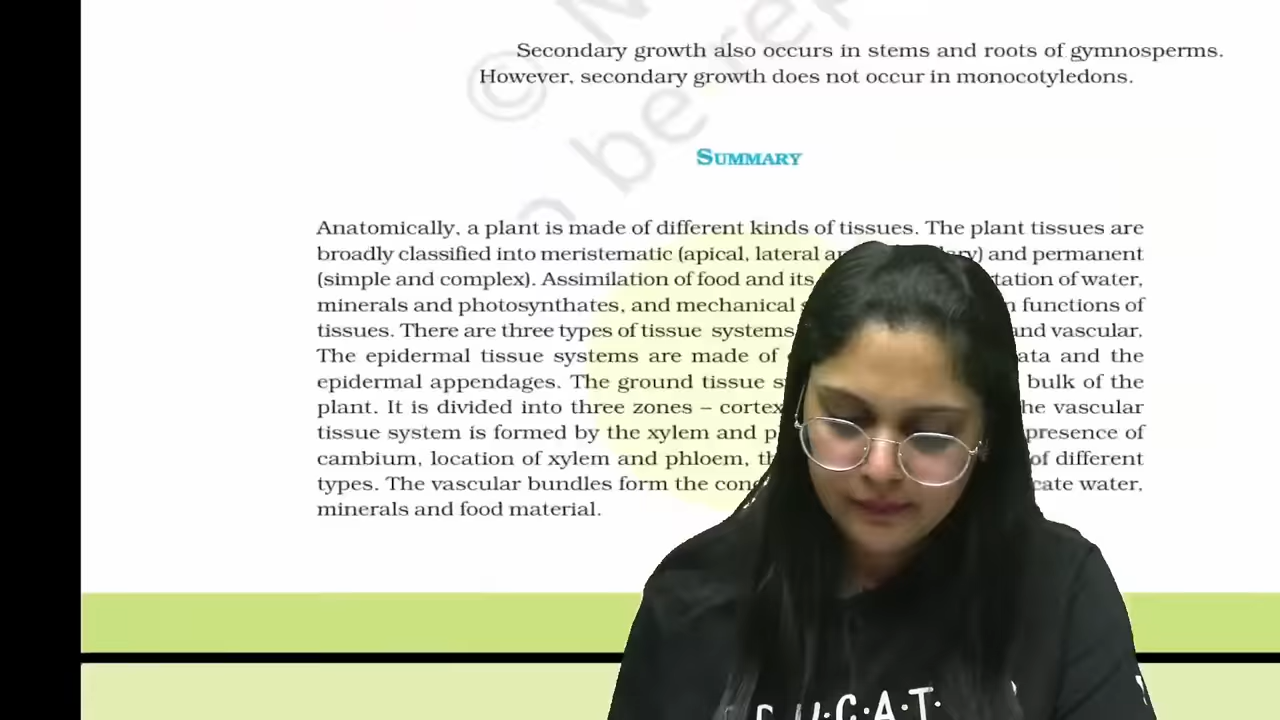 Secondary growth also occurs in stems and roots of gymnosperms.
However, secondary growth does not occur in monocotyledons.
SUMMARY
Anatomically, a plant is made of different kinds of tissues. The plant tissues are
broadly classified into meristematic (apical, lateral and permanent
(simple and complex). Assimilation of food and its of water,
minerals and photosynthates, and mechanical functions of
tissues. There are three types of tissue systems and vascular.
The epidermal tissue systems are made of and the
epidermal appendages. The ground tissue bulk of the
plant. It is divided into three zones – cortex vascular
tissue system is formed by the xylem and presence of
cambium, location of xylem and phloem, of different
types. The vascular bundles form the water,
minerals and food material.